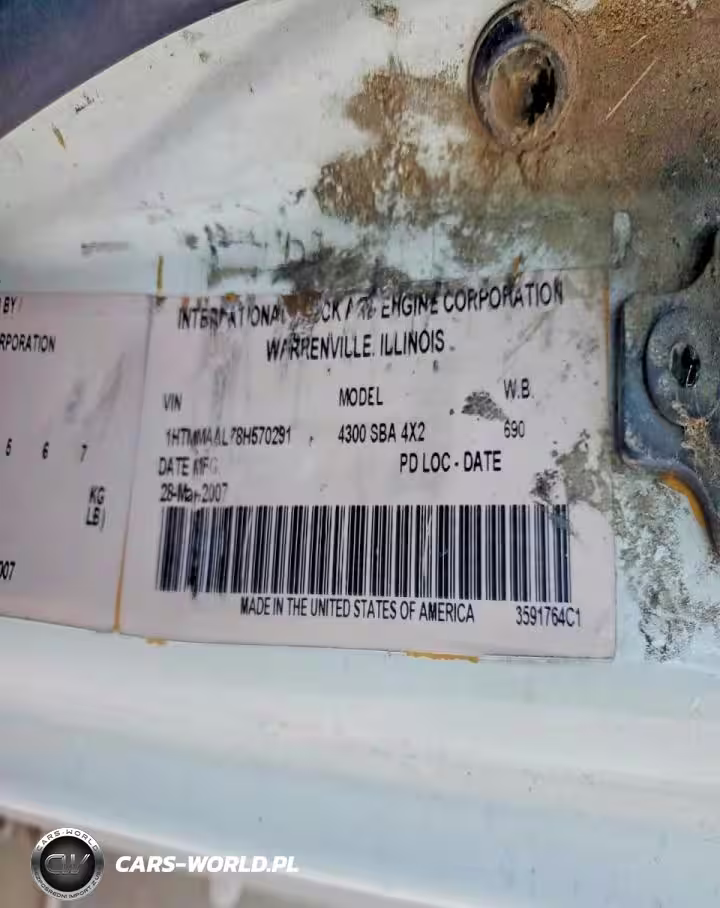 BY
RPORATION
5 6 7
KG
LB)
007
INTERNATIONAL TRUCK AND ENGINE CORPORATION
WARRENVILLE, ILLINOIS
VIN MODEL W.B.
1HTMMAAL78H570291 4300 SBA 4X2 690
DATE MFG. PD LOC - DATE
28-Mar-2007
MADE IN THE UNITED STATES OF AMERICA 3591764C1
CARS-WORLD
CARS-WORLD.PL